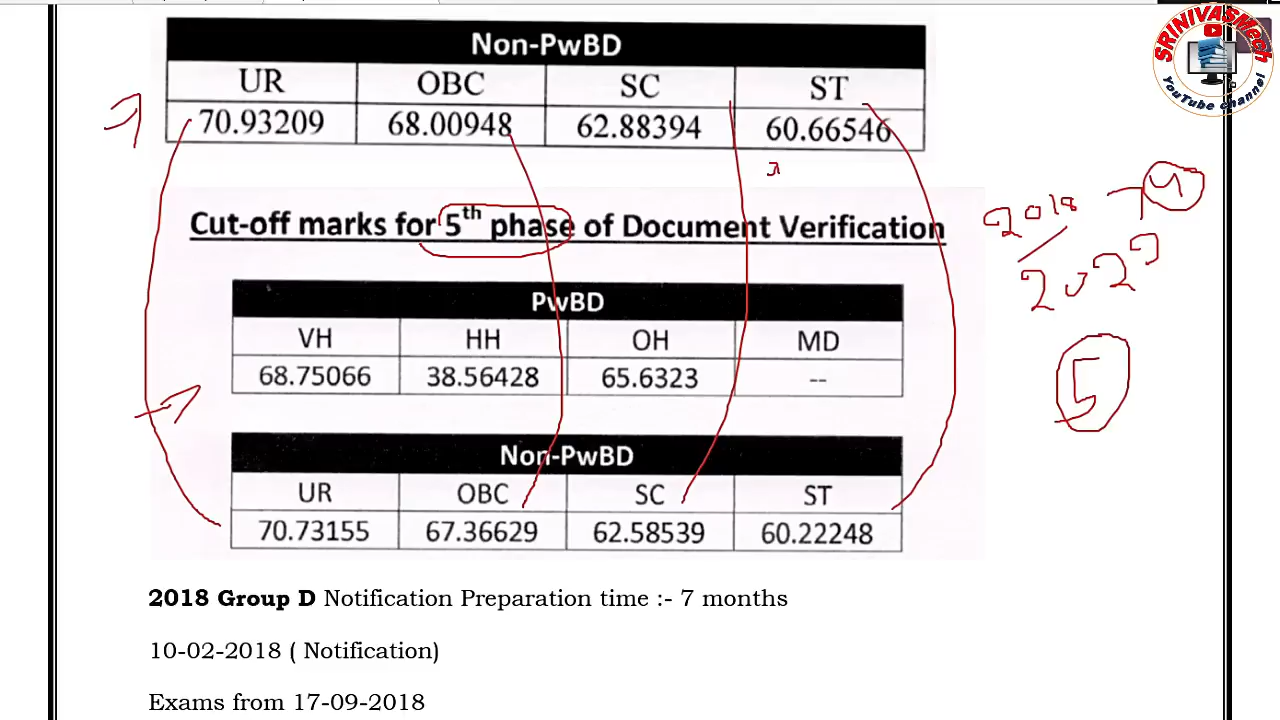 SRINIVASMech
YouTube channel
Non-PwBD
UR OBC SC ST
70.93209 68.00948 62.88394 60.66546
Cut-off marks for 5th phase of Document Verification
2018
4
2023
PwBD
VH HH OH MD
68.75066 38.56428 65.6323 --
5
Non-PwBD
UR OBC SC ST
70.73155 67.36629 62.58539 60.22248
2018 Group D Notification Preparation time :- 7 months
10-02-2018 ( Notification)
Exams from 17-09-2018